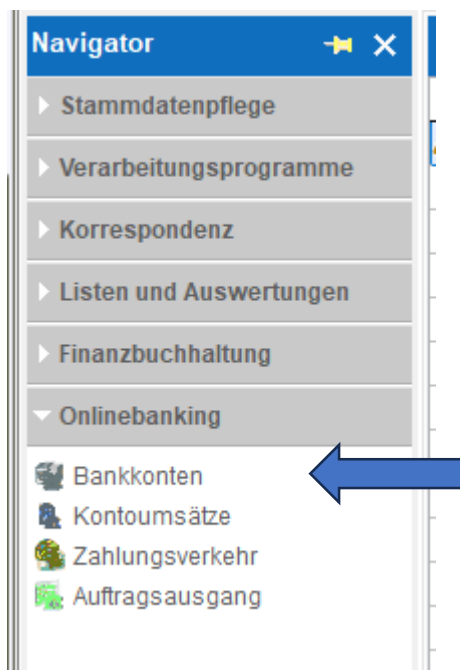 Navigator
Stammdatenpflege
Verarbeitungsprogramme
Korrespondenz
Listen und Auswertungen
Finanzbuchhaltung
Onlinebanking
Bankkonten
Kontoumsätze
Zahlungsverkehr
Auftragsausgang